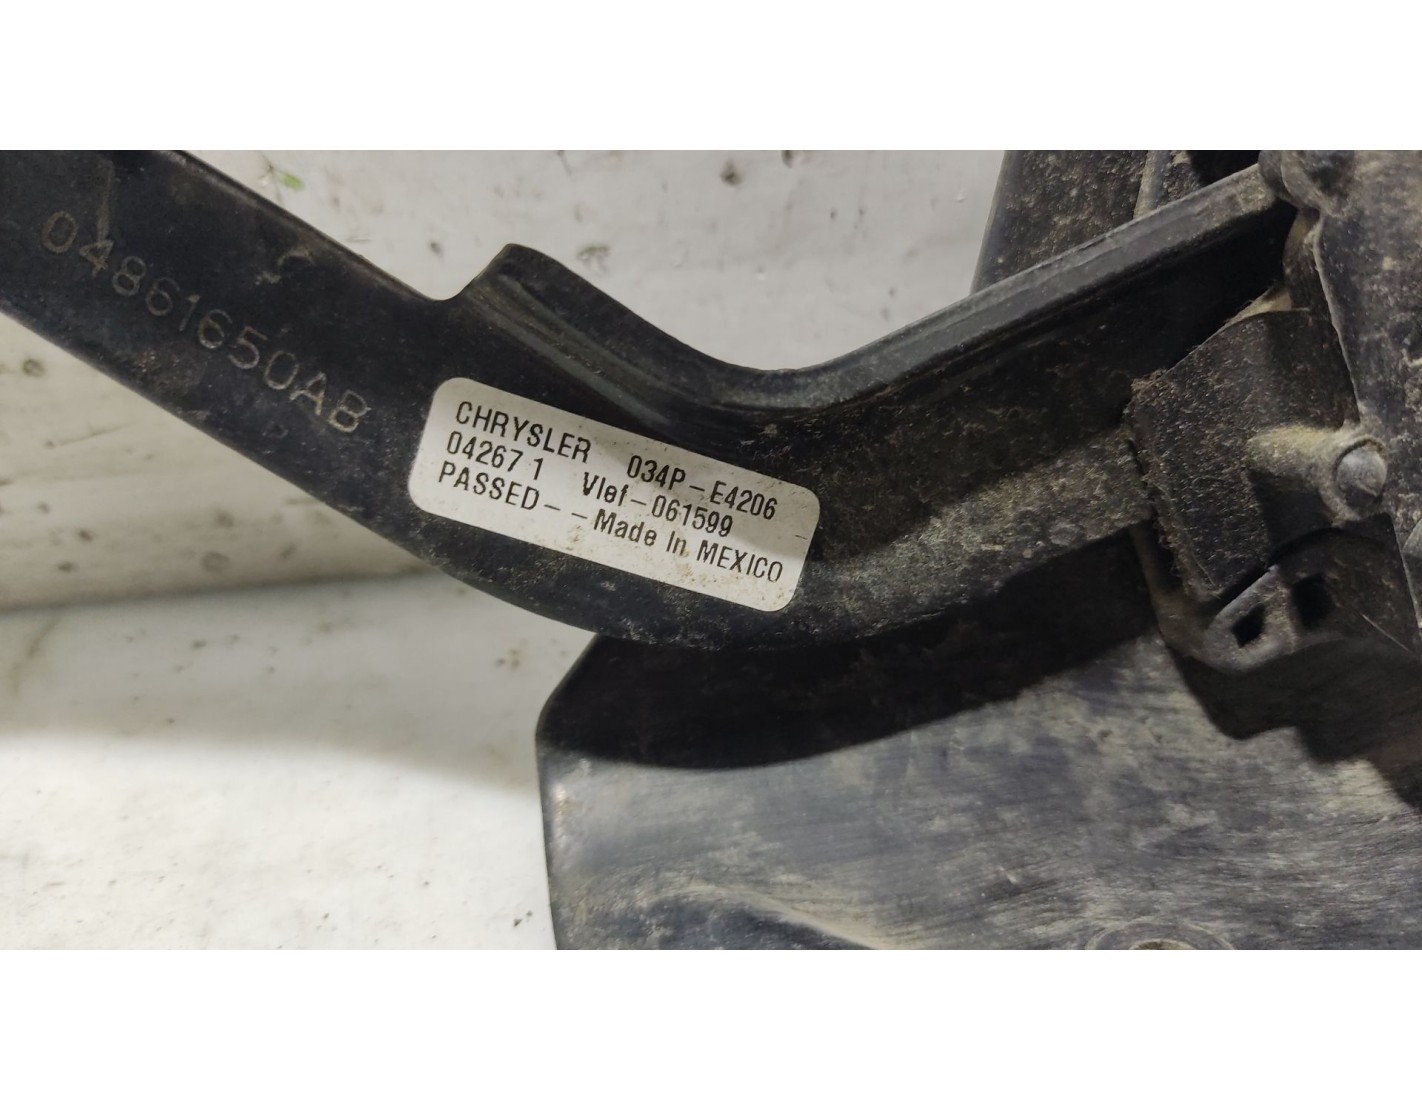 04861650AB
CHRYSLER 034P-E4206
04267 1 Vlef-061599
PASSED--Made In MEXICO